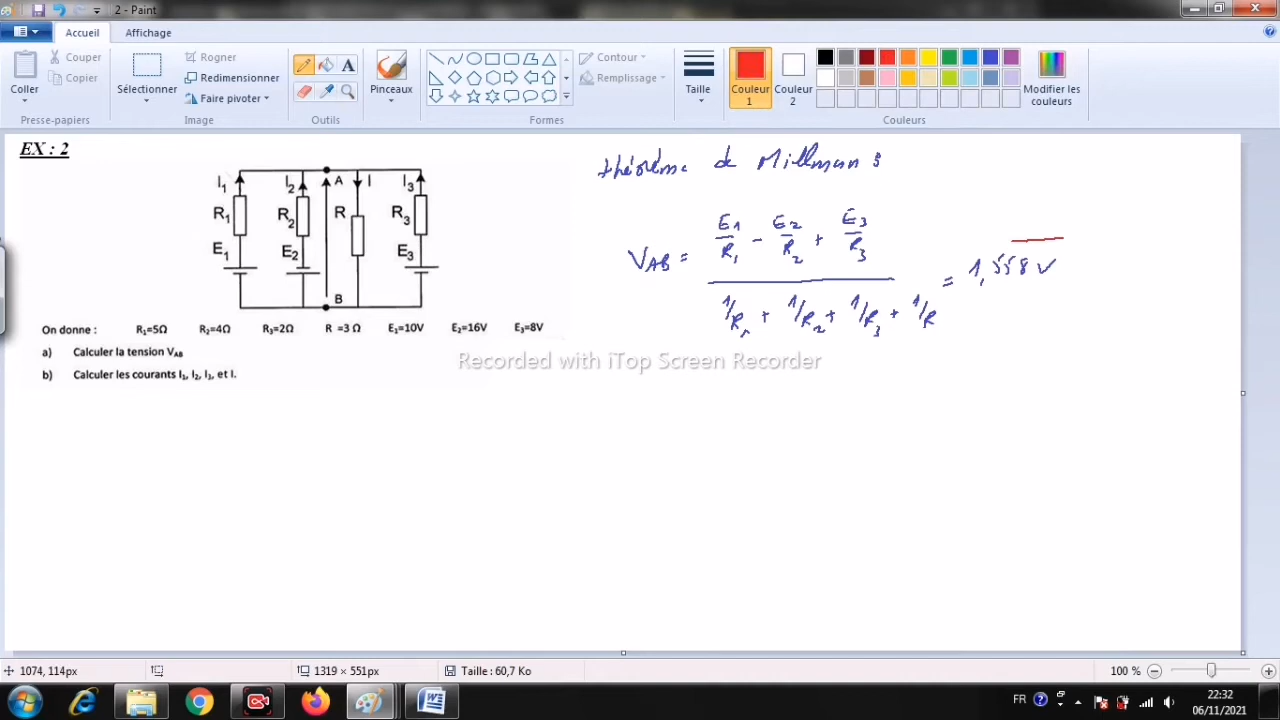 2 - Paint
Accueil
Affichage
Coller
Couper
Copier
Presse-papiers
Sélectionner
Rogner
Redimensionner
Faire pivoter
Image
A
Outils
Pinceaux
Formes
Contour
Remplissage
Taille
Couleur 1
Couleur 2
Couleurs
Modifier les couleurs
EX : 2
I1 I2 A I I3
R1 R2 R R3
E1 E2 E3
B
On donne : R1=5Ω R2=4Ω R3=2Ω R =3 Ω E1=10V E2=16V E3=8V
a) Calculer la tension VAB
b) Calculer les courants I1, I2, I3, et I.
théorème de Millman :
VAB = (E1/R1 - E2/R2 + E3/R3) / (1/R1 + 1/R2 + 1/R3 + 1/R) = 1,558 V
Recorded with iTop Screen Recorder
1074, 114px
1319 × 551px
Taille : 60,7 Ko
100 %
FR
22:32
06/11/2021